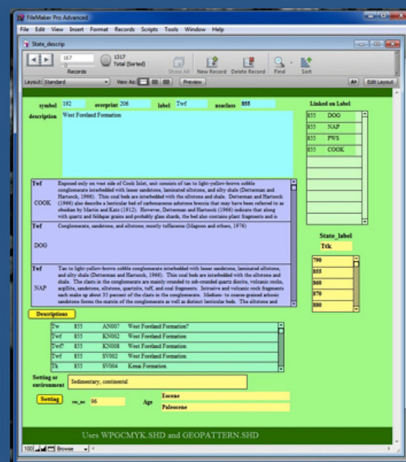 FileMaker Pro Advanced
File Edit View Insert Format Records Scripts Tools Window Help
State_descrip
167 1317
Total (Sorted)
Records Show All New Record Delete Record Find Sort
Layout: Standard View As: Preview Aa Edit Layout
symbol 192 overprint 206 label Twf nsaclass 855 Linked on Label
description West Foreland Formation
855 DOG
855 NAP
855 PWS
855 COOK
Twf Exposed only on west side of Cook Inlet, and consists of tan to light-yellow-brown cobble
conglomerate interbedded with lesser sandstone, laminated siltstone, and silty shale (Detterman and
Hartsock, 1966). Thin coal beds are interbedded with the siltstone and shale. Detterman and Hartsock
COOK (1966) also describe a lenticular bed of carbonaceous siltstone breccia that may have been referred to as
obsidian by Martin and Katz (1912). However, Detterman and Hartsock (1966) indicate that along
with quartz and feldspar grains and probably glass shards, the bed also contains plant fragments and is
Twf Conglomerate, sandstone, and siltstone; mostly tuffaceous (Magoon and others, 1976)
DOG
State_label
Ttk
790
855
860
870
880
Twf Tan to light-yellow-brown cobble conglomerate interbedded with lesser sandstone, laminated siltstone,
and silty shale (Detterman and Hartsock, 1966). Thin coal beds are interbedded with the siltstone and
shale. The clasts in the conglomerate are mainly rounded to sub-rounded quartz diorite, volcanic rocks,
NAP argillite, sandstone, siltstone, quartzite, tuff, and coal fragments. Intrusive and volcanic rock fragments
each make up about 35 percent of the clasts in the conglomerate. Medium- to coarse-grained arkosic
sandstone forms the matrix of the conglomerate as well as distinct lenticular beds. The siltstone and
Descriptions
Tw 855 AN007 West Foreland Formation?
Twf 855 KN002 West Foreland Formation
Twf? 855 KN008 West Foreland Formation
Twf 855 SV002 West Foreland Formation
Tk 855 SV004 Kenai Formation
Setting or
environment Sedimentary, continental
Setting 96 Age Eocene
Paleocene
Uses WPGCMYK.SHD and GEOPATTERN.SHD
100 Browse